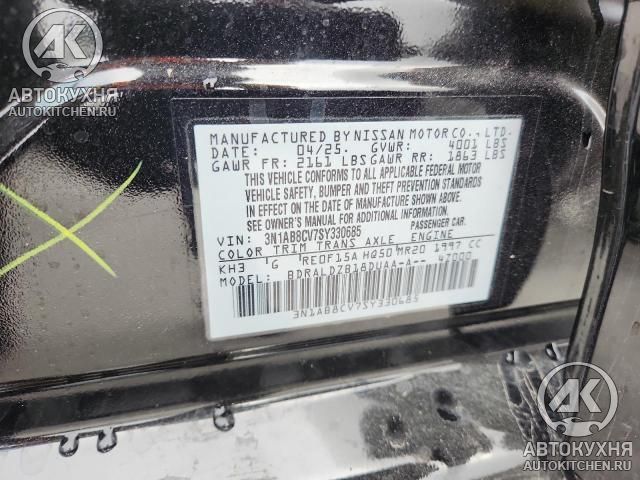 AK
АВТОКУХНЯ
AUTOKITCHEN.RU
MANUFACTURED BY NISSAN MOTOR CO., LTD.
DATE: 04/25. GVWR: 4001 LBS
GAWR FR: 2161 LBS GAWR RR: 1863 LBS
THIS VEHICLE CONFORMS TO ALL APPLICABLE FEDERAL MOTOR
VEHICLE SAFETY, BUMPER AND THEFT PREVENTION STANDARDS
IN EFFECT ON THE DATE OF MANUFACTURE SHOWN ABOVE.
SEE OWNER'S MANUAL FOR ADDITIONAL INFORMATION.
VIN: 3N1AB8CV7SY330685 PASSENGER CAR.
COLOR TRIM TRANS AXLE ENGINE
KH3 'G 'RE0F15A HQ50 MR20 1997 CC
MODEL: BDRALDZB18DUAA-A-- 47000
3N1AB8CV7SY330685
AK
АВТОКУХНЯ
AUTOKITCHEN.RU